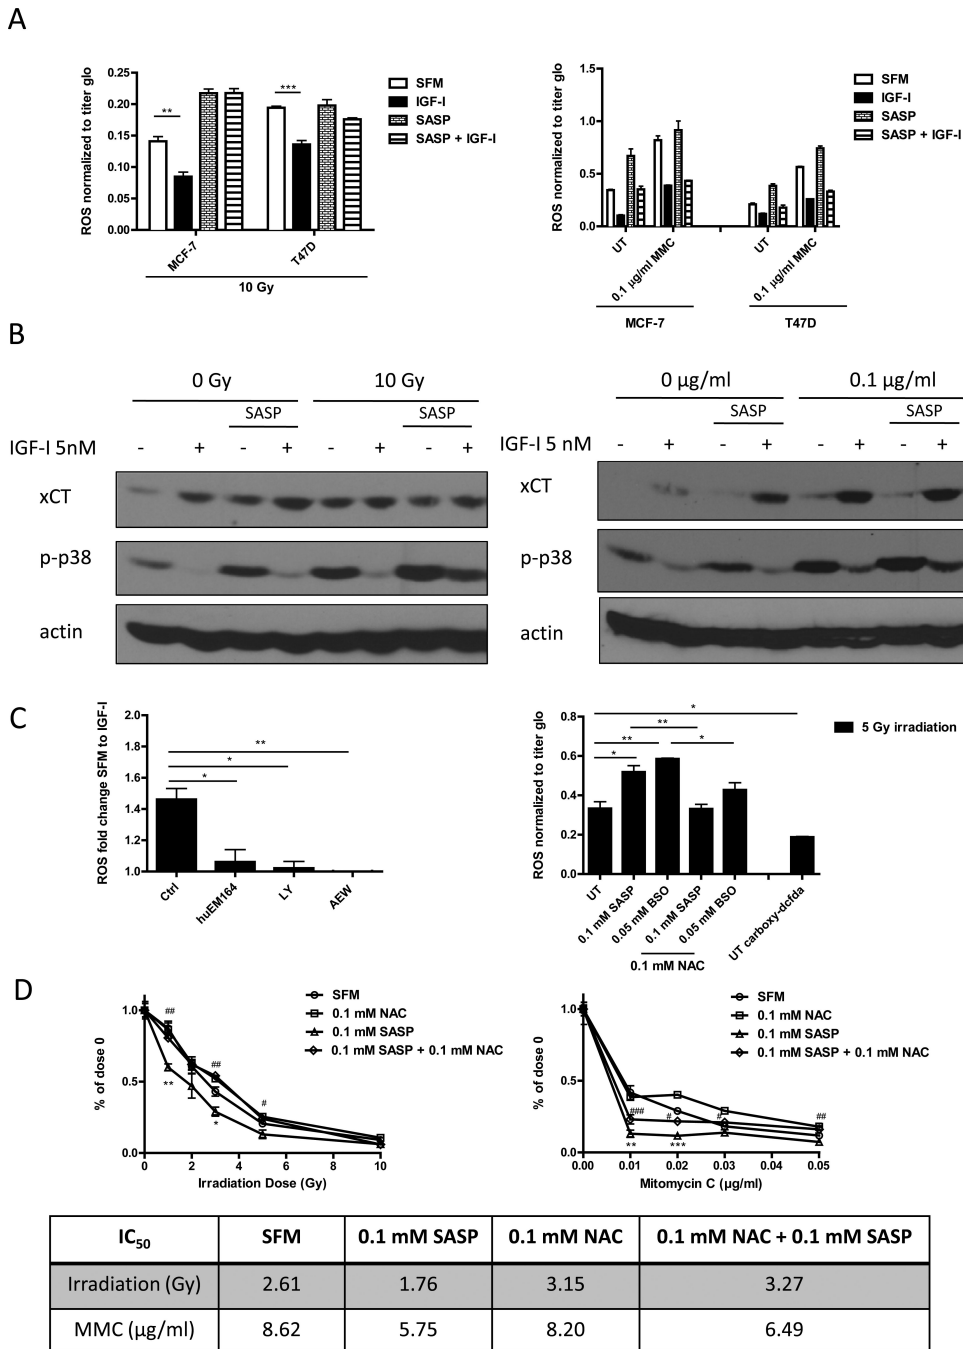 A
ROS normalized to titer glo
0.25
0.20
0.15
0.10
0.05
0.00
**
***
SFM
IGF-I
SASP
SASP + IGF-I
MCF-7
T47D
10 Gy
ROS normalized to titer glo
1.5
1.0
0.5
0.0
SFM
IGF-I
SASP
SASP + IGF-I
UT
0.1 µg/ml MMC
UT
0.1 µg/ml MMC
MCF-7
T47D
B
0 Gy
10 Gy
SASP
SASP
IGF-I 5nM
- + - + - + - +
xCT
p-p38
actin
0 µg/ml
0.1 µg/ml
SASP
SASP
IGF-I 5 nM
- + - + - + - +
xCT
p-p38
actin
C
ROS fold change SFM to IGF-I
2.0
1.8
1.6
1.4
1.2
1.0
**
*
*
Ctrl
huEM164
LY
AEW
ROS normalized to titer glo
0.8
0.6
0.4
0.2
0.0
*
**
**
*
*
5 Gy irradiation
UT
0.1 mM SASP
0.05 mM BSO
0.1 mM SASP
0.05 mM BSO
UT carboxy-dcfda
0.1 mM NAC
D
% of dose 0
1.0
0.5
0.0
##
##
#
**
*
SFM
0.1 mM NAC
0.1 mM SASP
0.1 mM SASP + 0.1 mM NAC
0 2 4 6 8 10
Irradiation Dose (Gy)
% of dose 0
1.0
0.5
0.0
###
#
#
##
**
***
SFM
0.1 mM NAC
0.1 mM SASP
0.1 mM SASP + 0.1 mM NAC
0.00 0.01 0.02 0.03 0.04 0.05
Mitomycin C (µg/ml)
IC50 SFM 0.1 mM SASP 0.1 mM NAC 0.1 mM NAC + 0.1 mM SASP
Irradiation (Gy) 2.61 1.76 3.15 3.27
MMC (µg/ml) 8.62 5.75 8.20 6.49